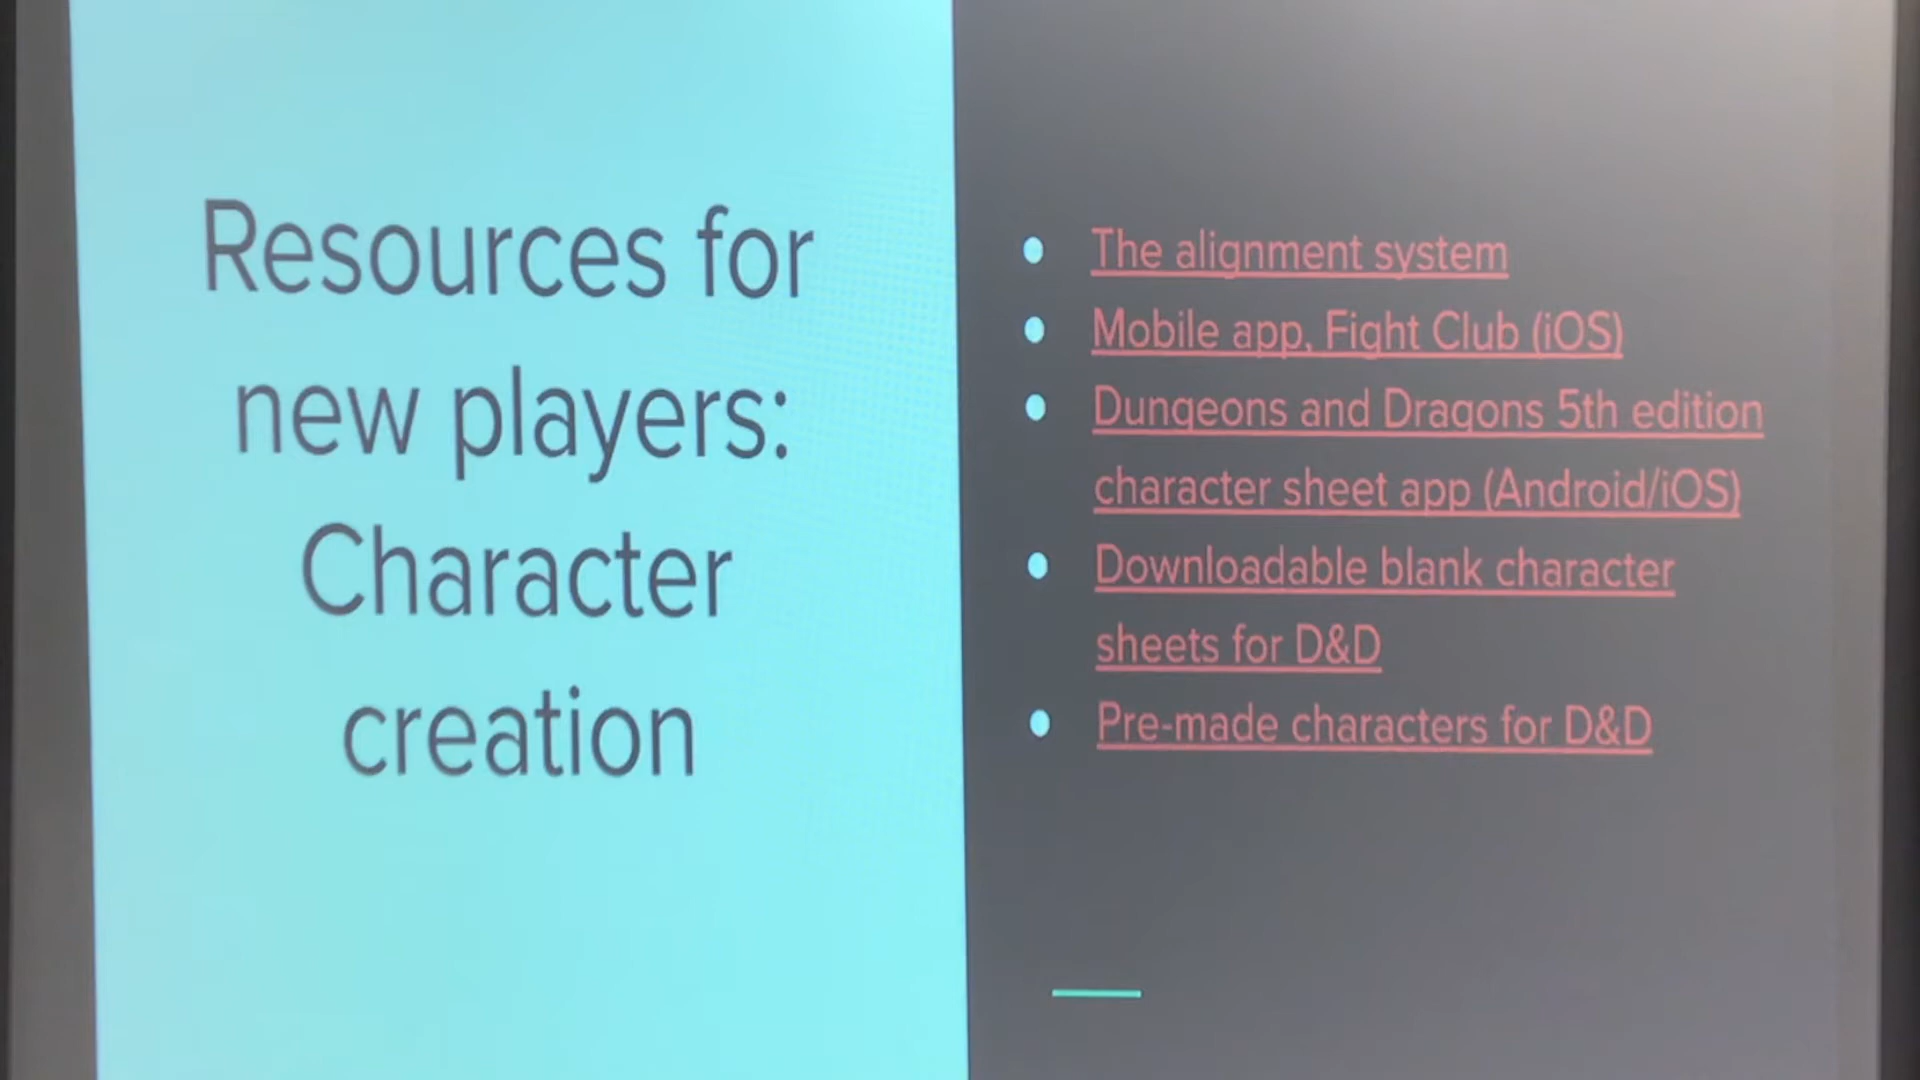 Resources for
new players:
Character
creation
The alignment system
Mobile app, Fight Club (iOS)
Dungeons and Dragons 5th edition
character sheet app (Android/iOS)
Downloadable blank character
sheets for D&D
Pre-made characters for D&D